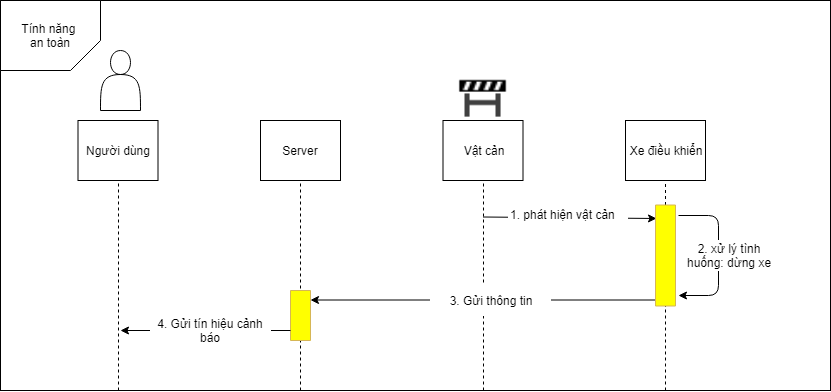 Tính năng
an toàn
Người dùng
Server
Vật cản
Xe điều khiển
1. phát hiện vật cản
2. xử lý tình
huống: dừng xe
3. Gửi thông tin
4. Gửi tín hiệu cảnh
báo